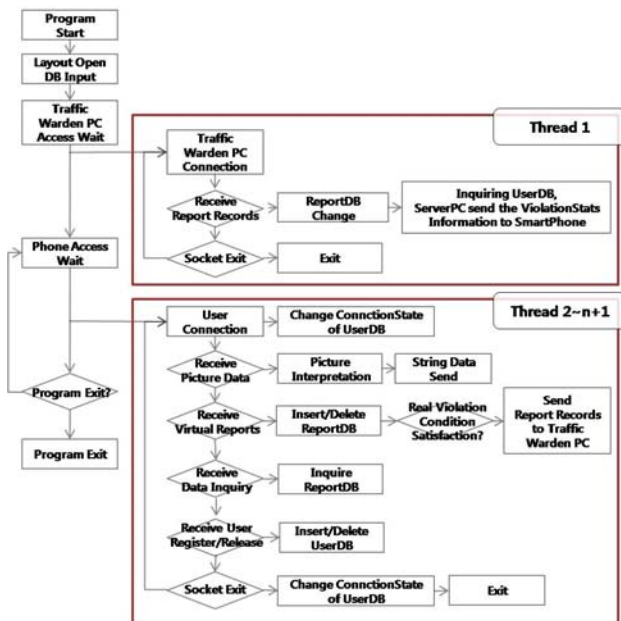 Program
Start
Layout Open
DB Input
Traffic
Warden PC
Access Wait
Phone Access
Wait
Program Exit?
Program Exit
Thread 1
Traffic
Warden PC
Connection
Receive
Report Records
ReportDB
Change
Inquiring UserDB,
ServerPC send the ViolationStats
Information to SmartPhone
Socket Exit
Exit
Thread 2~n+1
User
Connection
Change ConnctionState
of UserDB
Receive
Picture Data
Picture
Interpretation
String Data
Send
Receive
Virtual Reports
Insert/Delete
ReportDB
Real Violation
Condition
Satisfaction?
Send
Report Records
to Traffic
Warden PC
Receive
Data Inquiry
Inquire
ReportDB
Receive User
Register/Release
Insert/Delete
UserDB
Socket Exit
Change ConnctionState
of UserDB
Exit